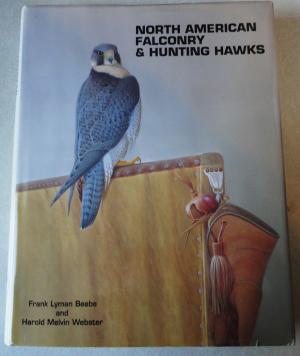 NORTH AMERICAN
FALCONRY
& HUNTING HAWKS
Frank Lyman Beebe
and
Harold Melvin Webster